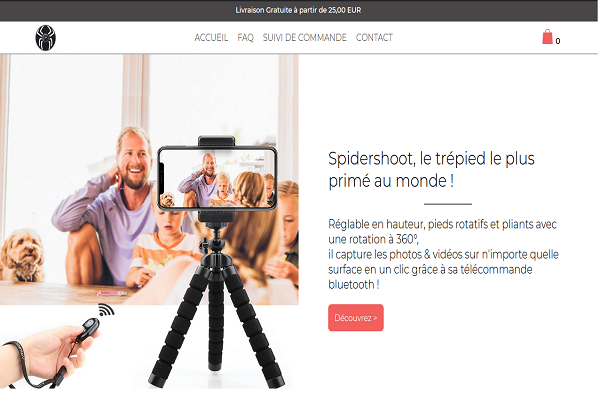 Livraison Gratuite à partir de 25,00 EUR
ACCUEIL FAQ SUIVI DE COMMANDE CONTACT
0
Spidershoot, le trépied le plus
primé au monde !
Réglable en hauteur, pieds rotatifs et pliants avec
une rotation à 360°,
il capture les photos & vidéos sur n'importe quelle
surface en un clic grâce à sa télécommande
bluetooth !
Découvrez >